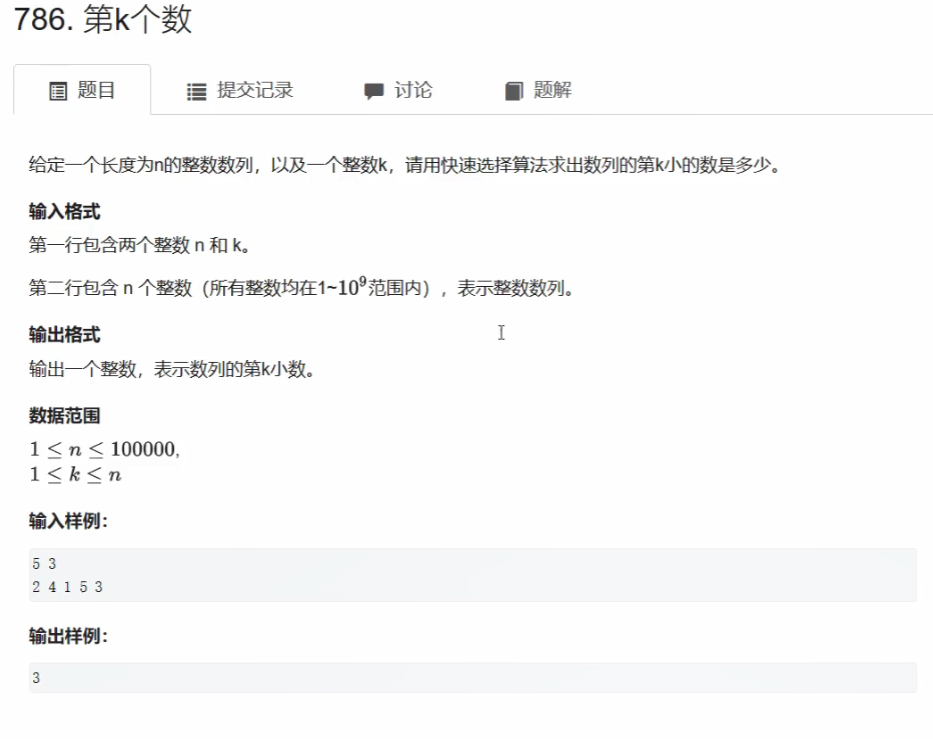 786. 第k个数
题目 提交记录 讨论 题解
给定一个长度为n的整数数列，以及一个整数k，请用快速选择算法求出数列的第k小的数是多少。
输入格式
第一行包含两个整数 n 和 k。
第二行包含 n 个整数（所有整数均在1~10⁹范围内），表示整数数列。
输出格式
输出一个整数，表示数列的第k小数。
数据范围
1 ≤ n ≤ 100000,
1 ≤ k ≤ n
输入样例：
5 3
2 4 1 5 3
输出样例：
3